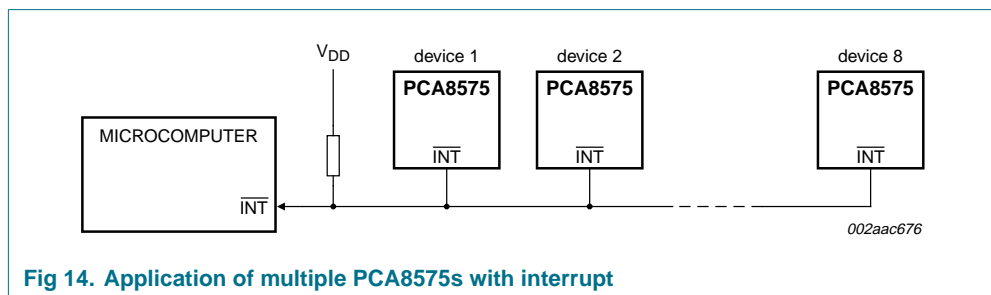 V_DD
device 1
device 2
device 8
PCA8575
PCA8575
PCA8575
MICROCOMPUTER
INT
INT
INT
INT
002aac676
Fig 14. Application of multiple PCA8575s with interrupt